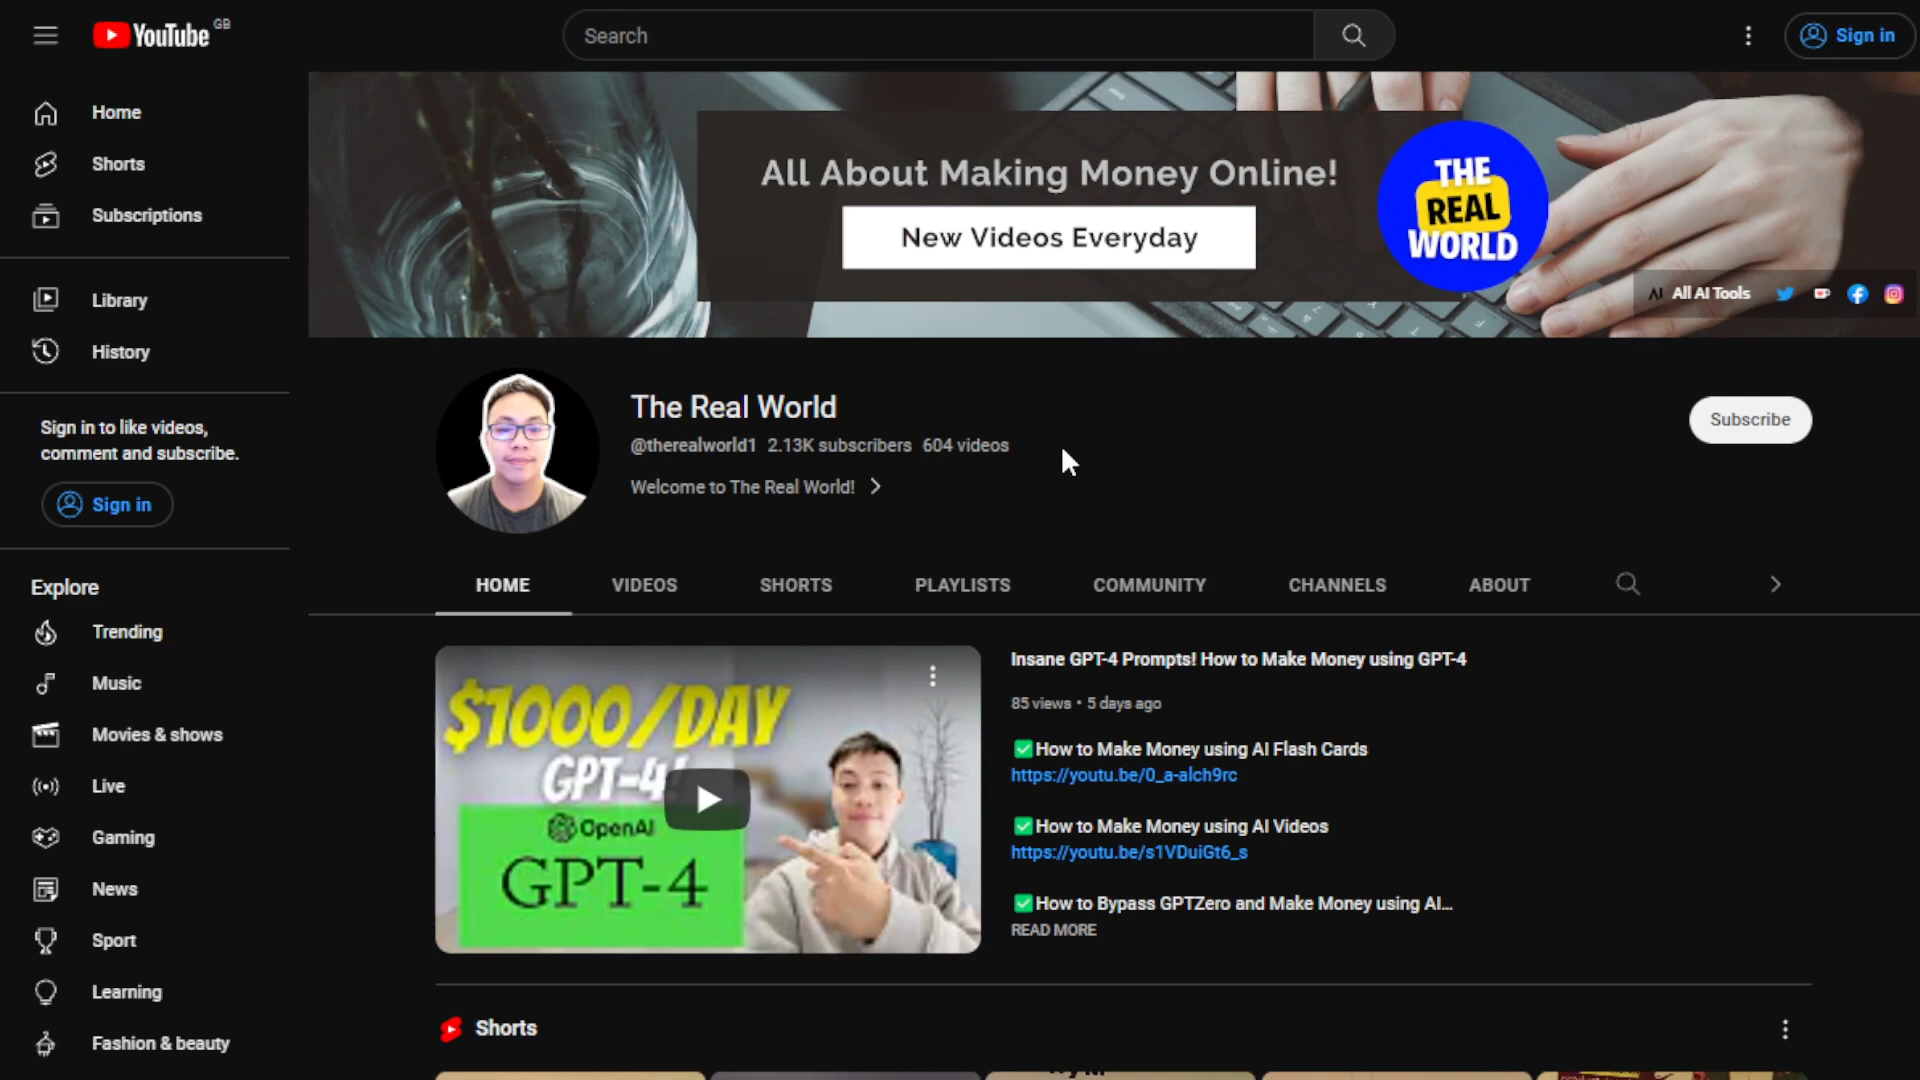 YouTube GB
Search
Sign in
Home
Shorts
Subscriptions
Library
History
Sign in to like videos,
comment and subscribe.
Sign in
Explore
Trending
Music
Movies & shows
Live
Gaming
News
Sport
Learning
Fashion & beauty
All About Making Money Online!
New Videos Everyday
THE
REAL
WORLD
All AI Tools
The Real World
@therealworld1 2.13K subscribers 604 videos
Welcome to The Real World!
Subscribe
HOME VIDEOS SHORTS PLAYLISTS COMMUNITY CHANNELS ABOUT
$1000/DAY
GPT-4!
OpenAI
GPT-4
Insane GPT-4 Prompts! How to Make Money using GPT-4
85 views • 5 days ago
✅How to Make Money using AI Flash Cards
https://youtu.be/0_a-alch9rc
✅How to Make Money using AI Videos
https://youtu.be/s1VDuiGt6_s
✅How to Bypass GPTZero and Make Money using AI...
READ MORE
Shorts